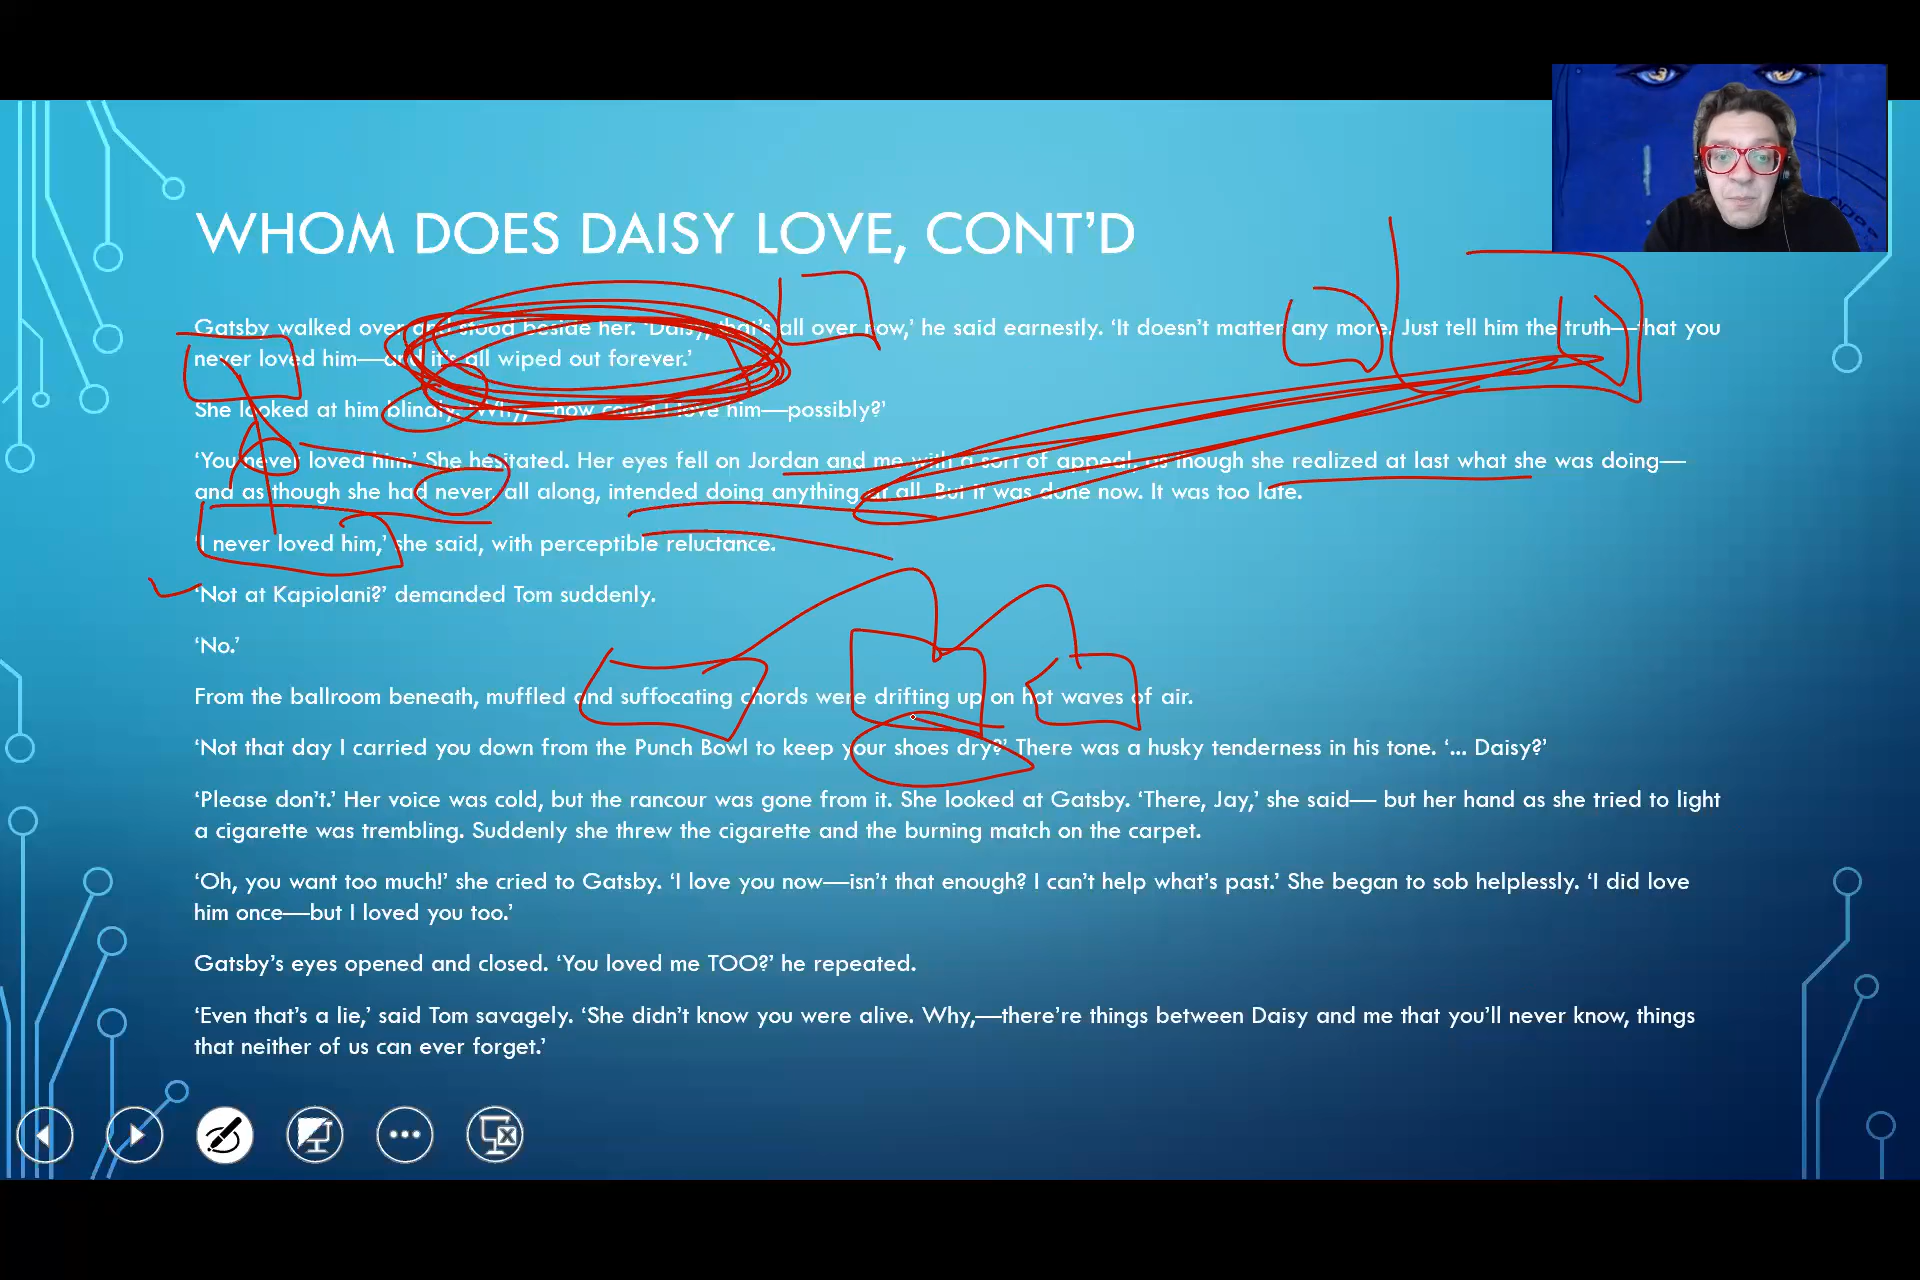 WHOM DOES DAISY LOVE, CONT’D
Gatsby walked over and stood beside her. ‘Daisy, that’s all over now,’ he said earnestly. ‘It doesn’t matter any more. Just tell him the truth—that you
never loved him—and it’s all wiped out forever.’
She looked at him blindly. ‘Why,—how could I love him—possibly?’
‘You never loved him.’ She hesitated. Her eyes fell on Jordan and me with a sort of appeal, as though she realized at last what she was doing—
and as though she had never, all along, intended doing anything at all. But it was done now. It was too late.
‘I never loved him,’ she said, with perceptible reluctance.
‘Not at Kapiolani?’ demanded Tom suddenly.
‘No.’
From the ballroom beneath, muffled and suffocating chords were drifting up on hot waves of air.
‘Not that day I carried you down from the Punch Bowl to keep your shoes dry?’ There was a husky tenderness in his tone. ‘... Daisy?’
‘Please don’t.’ Her voice was cold, but the rancour was gone from it. She looked at Gatsby. ‘There, Jay,’ she said— but her hand as she tried to light
a cigarette was trembling. Suddenly she threw the cigarette and the burning match on the carpet.
‘Oh, you want too much!’ she cried to Gatsby. ‘I love you now—isn’t that enough? I can’t help what’s past.’ She began to sob helplessly. ‘I did love
him once—but I loved you too.’
Gatsby’s eyes opened and closed. ‘You loved me TOO?’ he repeated.
‘Even that’s a lie,’ said Tom savagely. ‘She didn’t know you were alive. Why,—there’re things between Daisy and me that you’ll never know, things
that neither of us can ever forget.’